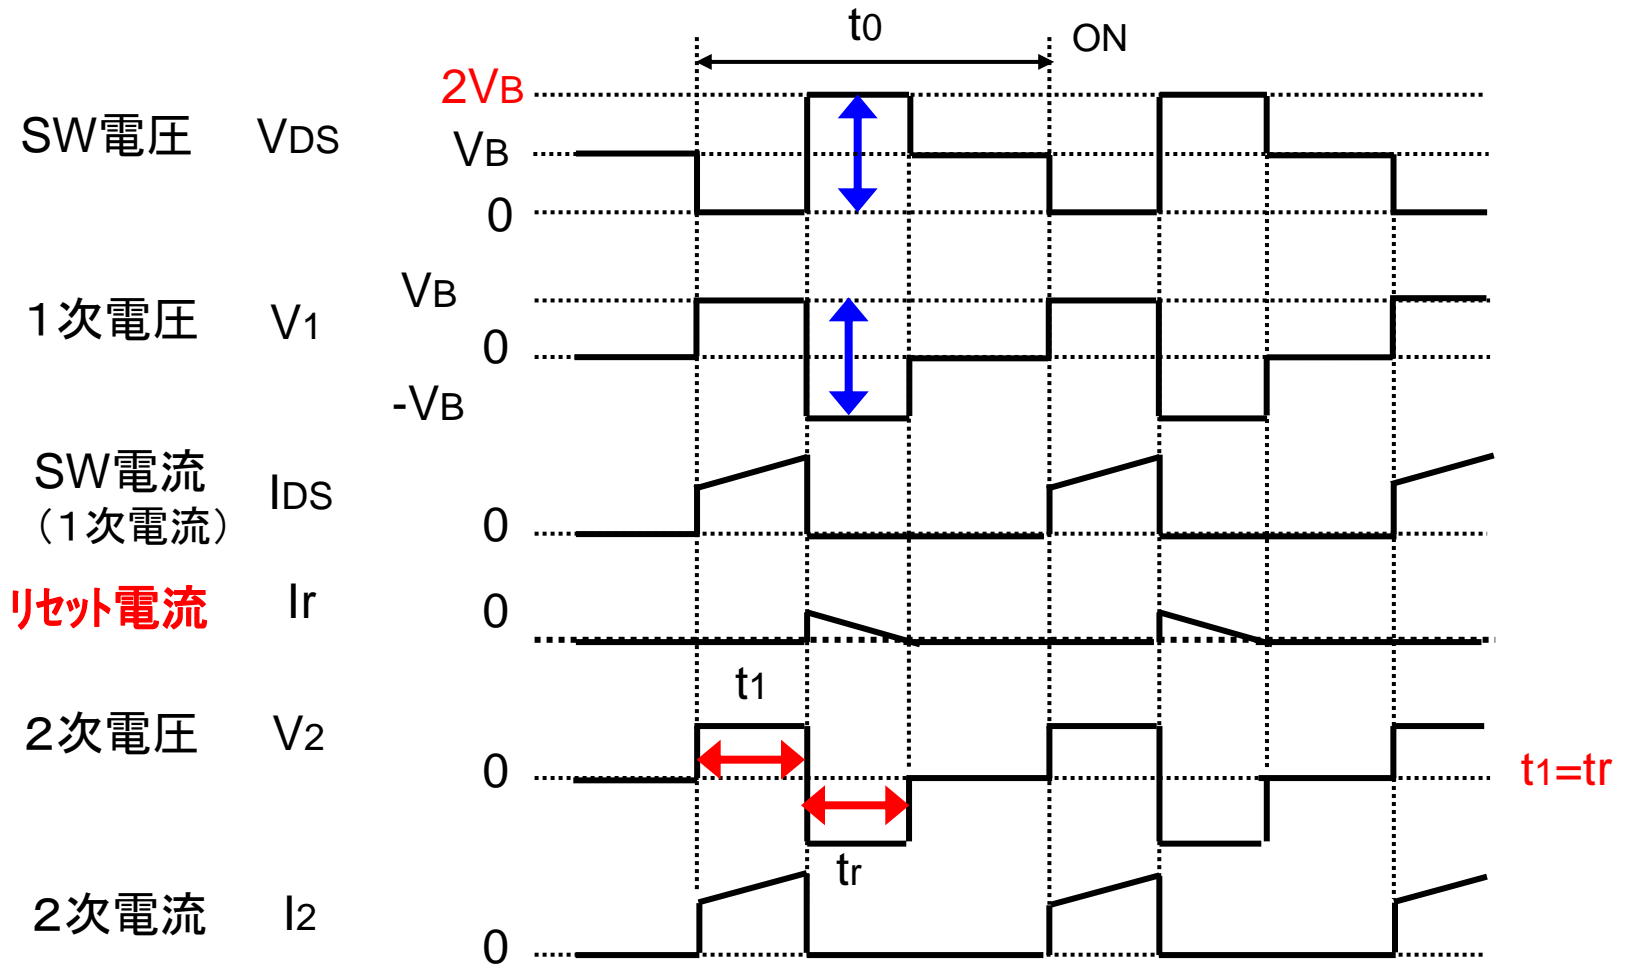 t0
ON
2VB
SW電圧 VDS
VB
0
VB
１次電圧 V1
0
-VB
SW電流
（１次電流） IDS
0
リセット電流 Ir
0
t1
２次電圧 V2
0
t1=tr
tr
２次電流 I2
0